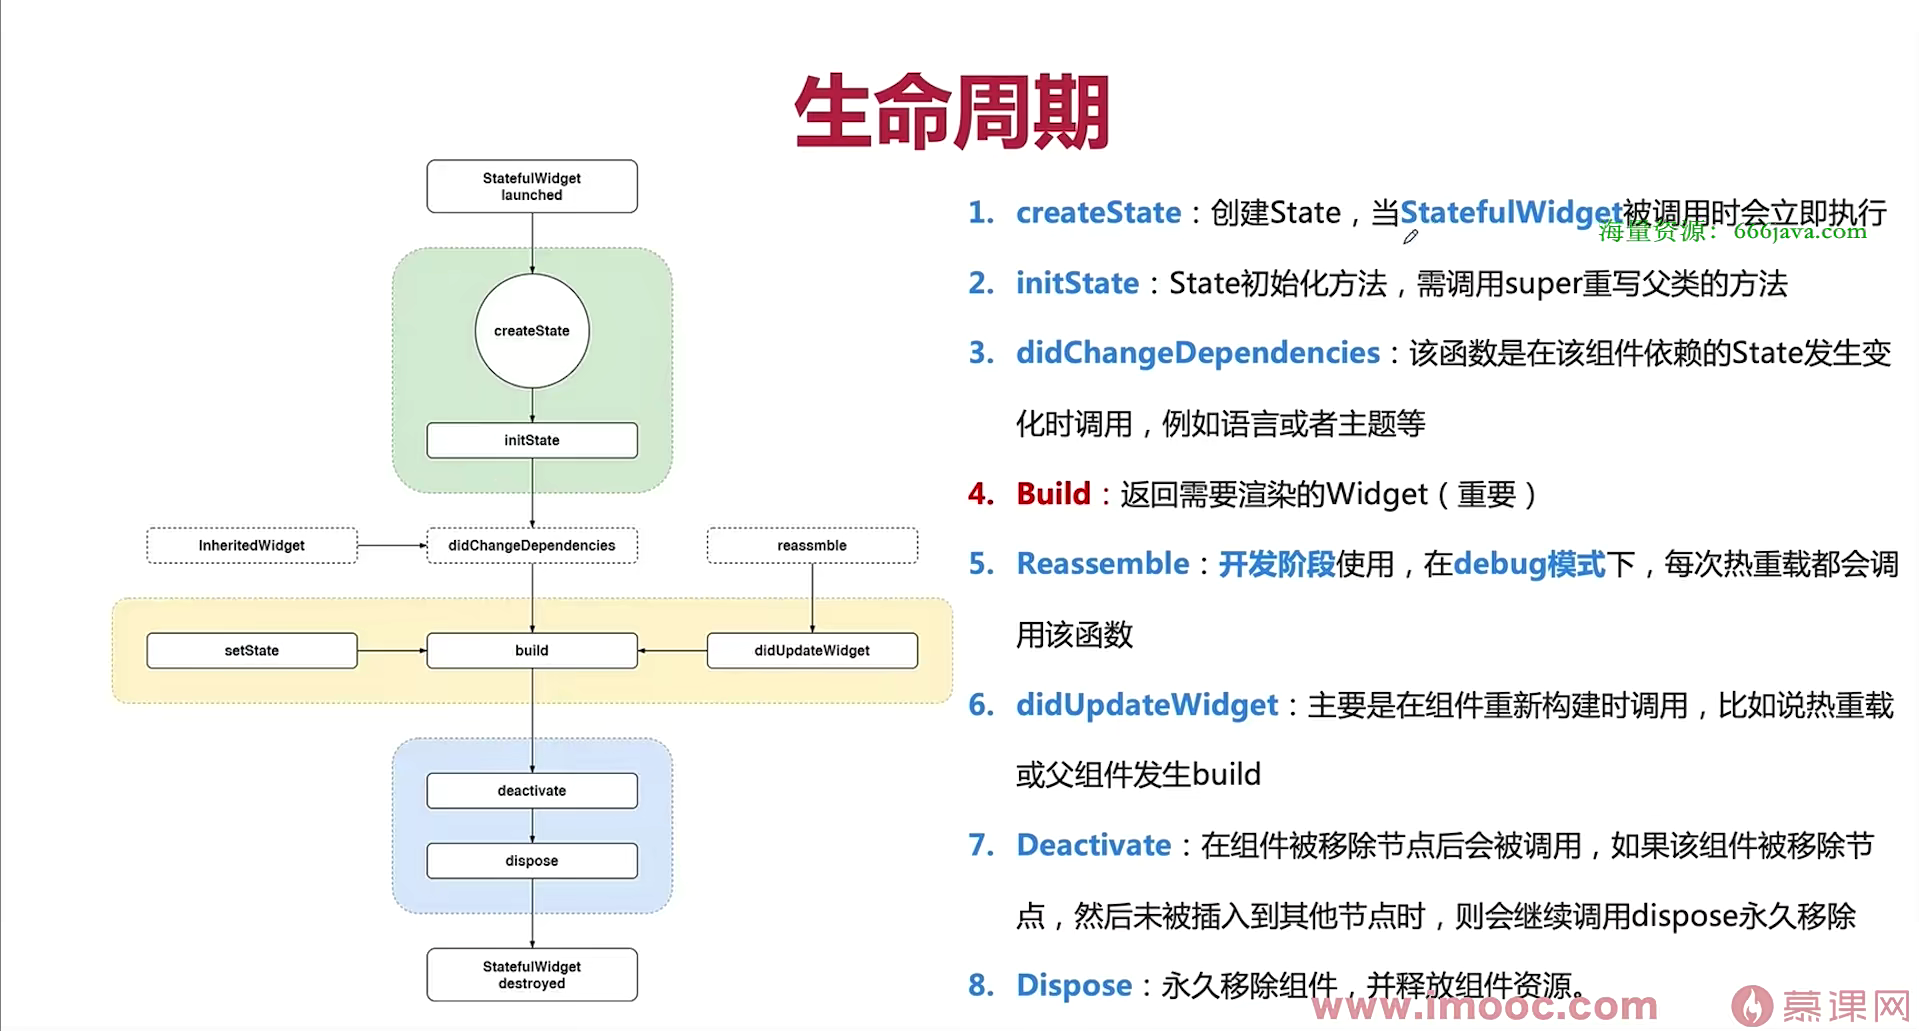 生命周期
StatefulWidget
launched
createState
initState
InheritedWidget
didChangeDependencies
reassmble
setState
build
didUpdateWidget
deactivate
dispose
StatefulWidget
destroyed
1. createState：创建State，当StatefulWidget被调用时会立即执行
海量资源：666java.com
2. initState：State初始化方法，需调用super重写父类的方法
3. didChangeDependencies：该函数是在该组件依赖的State发生变
化时调用，例如语言或者主题等
4. Build：返回需要渲染的Widget（重要）
5. Reassemble：开发阶段使用，在debug模式下，每次热重载都会调
用该函数
6. didUpdateWidget：主要是在组件重新构建时调用，比如说热重载
或父组件发生build
7. Deactivate：在组件被移除节点后会被调用，如果该组件被移除节
点，然后未被插入到其他节点时，则会继续调用dispose永久移除
8. Dispose：永久移除组件，并释放组件资源。
www.imooc.com
慕课网